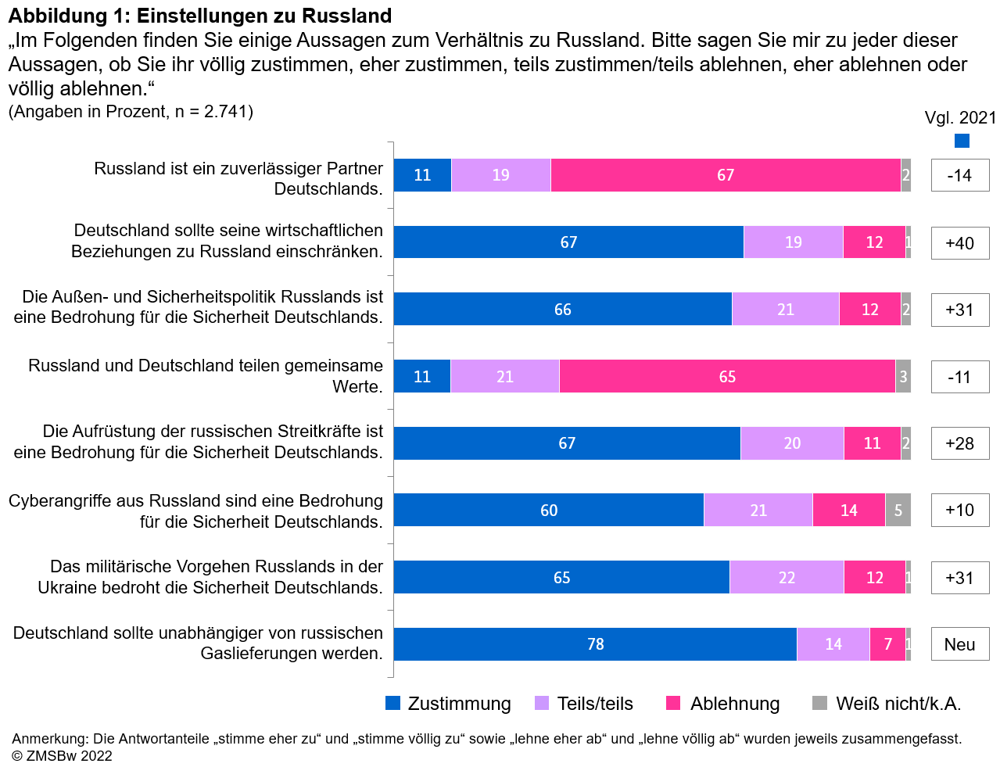 Abbildung 1: Einstellungen zu Russland
„Im Folgenden finden Sie einige Aussagen zum Verhältnis zu Russland. Bitte sagen Sie mir zu jeder dieser
Aussagen, ob Sie ihr völlig zustimmen, eher zustimmen, teils zustimmen/teils ablehnen, eher ablehnen oder
völlig ablehnen.“
(Angaben in Prozent, n = 2.741)
Vgl. 2021
Russland ist ein zuverlässiger Partner
Deutschlands.
11 19 67 2 -14
Deutschland sollte seine wirtschaftlichen
Beziehungen zu Russland einschränken.
67 19 12 1 +40
Die Außen- und Sicherheitspolitik Russlands ist
eine Bedrohung für die Sicherheit Deutschlands.
66 21 12 2 +31
Russland und Deutschland teilen gemeinsame
Werte.
11 21 65 3 -11
Die Aufrüstung der russischen Streitkräfte ist
eine Bedrohung für die Sicherheit Deutschlands.
67 20 11 2 +28
Cyberangriffe aus Russland sind eine Bedrohung
für die Sicherheit Deutschlands.
60 21 14 5 +10
Das militärische Vorgehen Russlands in der
Ukraine bedroht die Sicherheit Deutschlands.
65 22 12 1 +31
Deutschland sollte unabhängiger von russischen
Gaslieferungen werden.
78 14 7 1 Neu
Zustimmung Teils/teils Ablehnung Weiß nicht/k.A.
Anmerkung: Die Antwortanteile „stimme eher zu“ und „stimme völlig zu“ sowie „lehne eher ab“ und „lehne völlig ab“ wurden jeweils zusammengefasst.
© ZMSBw 2022